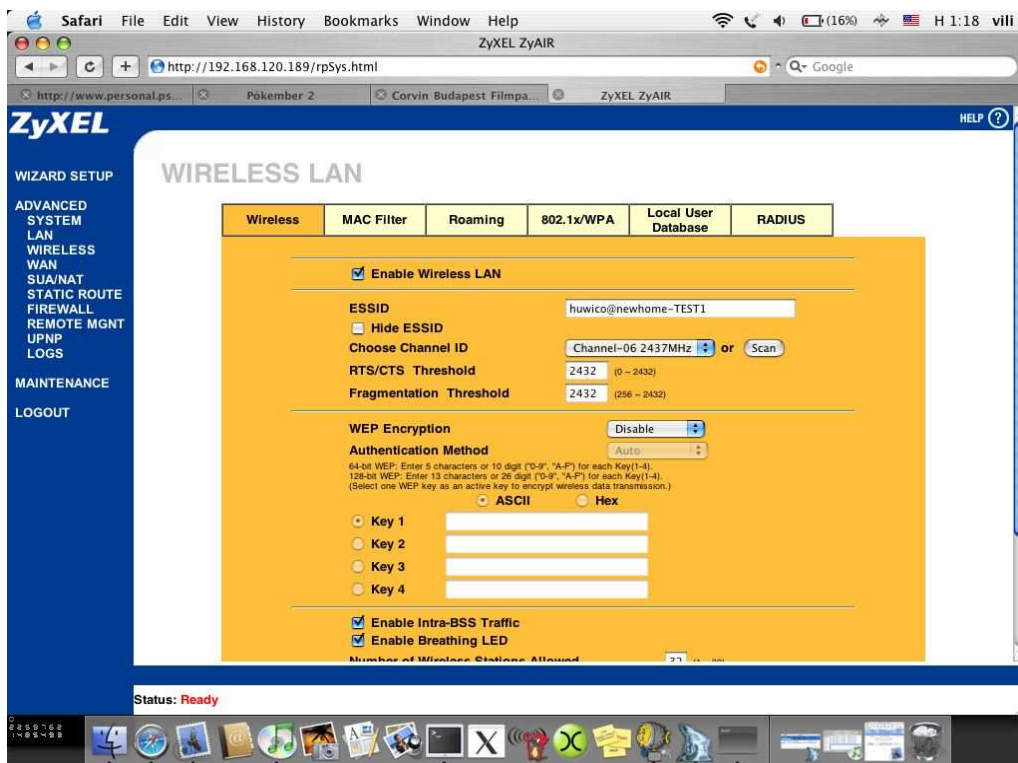 Safari File Edit View History Bookmarks Window Help (16%) H 1:18 vili
ZyXEL ZyAIR
http://192.168.120.189/rpSys.html Google
http://www.personal.ps... Pókember 2 Corvin Budapest Filmpa... ZyXEL ZyAIR
ZyXEL HELP ?
WIRELESS LAN
WIZARD SETUP
ADVANCED
SYSTEM
LAN
WIRELESS
WAN
SUA/NAT
STATIC ROUTE
FIREWALL
REMOTE MGNT
UPNP
LOGS
MAINTENANCE
LOGOUT
Wireless MAC Filter Roaming 802.1x/WPA Local User Database RADIUS
Enable Wireless LAN
ESSID huwico@newhome-TEST1
Hide ESSID
Choose Channel ID Channel-06 2437MHz or Scan
RTS/CTS Threshold 2432 (0 ~ 2432)
Fragmentation Threshold 2432 (256 ~ 2432)
WEP Encryption Disable
Authentication Method Auto
64-bit WEP: Enter 5 characters or 10 digit ("0-9", "A-F") for each Key(1-4).
128-bit WEP: Enter 13 characters or 26 digit ("0-9", "A-F") for each Key(1-4).
(Select one WEP key as an active key to encrypt wireless data transmission.)
ASCII Hex
Key 1
Key 2
Key 3
Key 4
Enable Intra-BSS Traffic
Enable Breathing LED
Number of Wireless Stations Allowed 32
Status: Ready